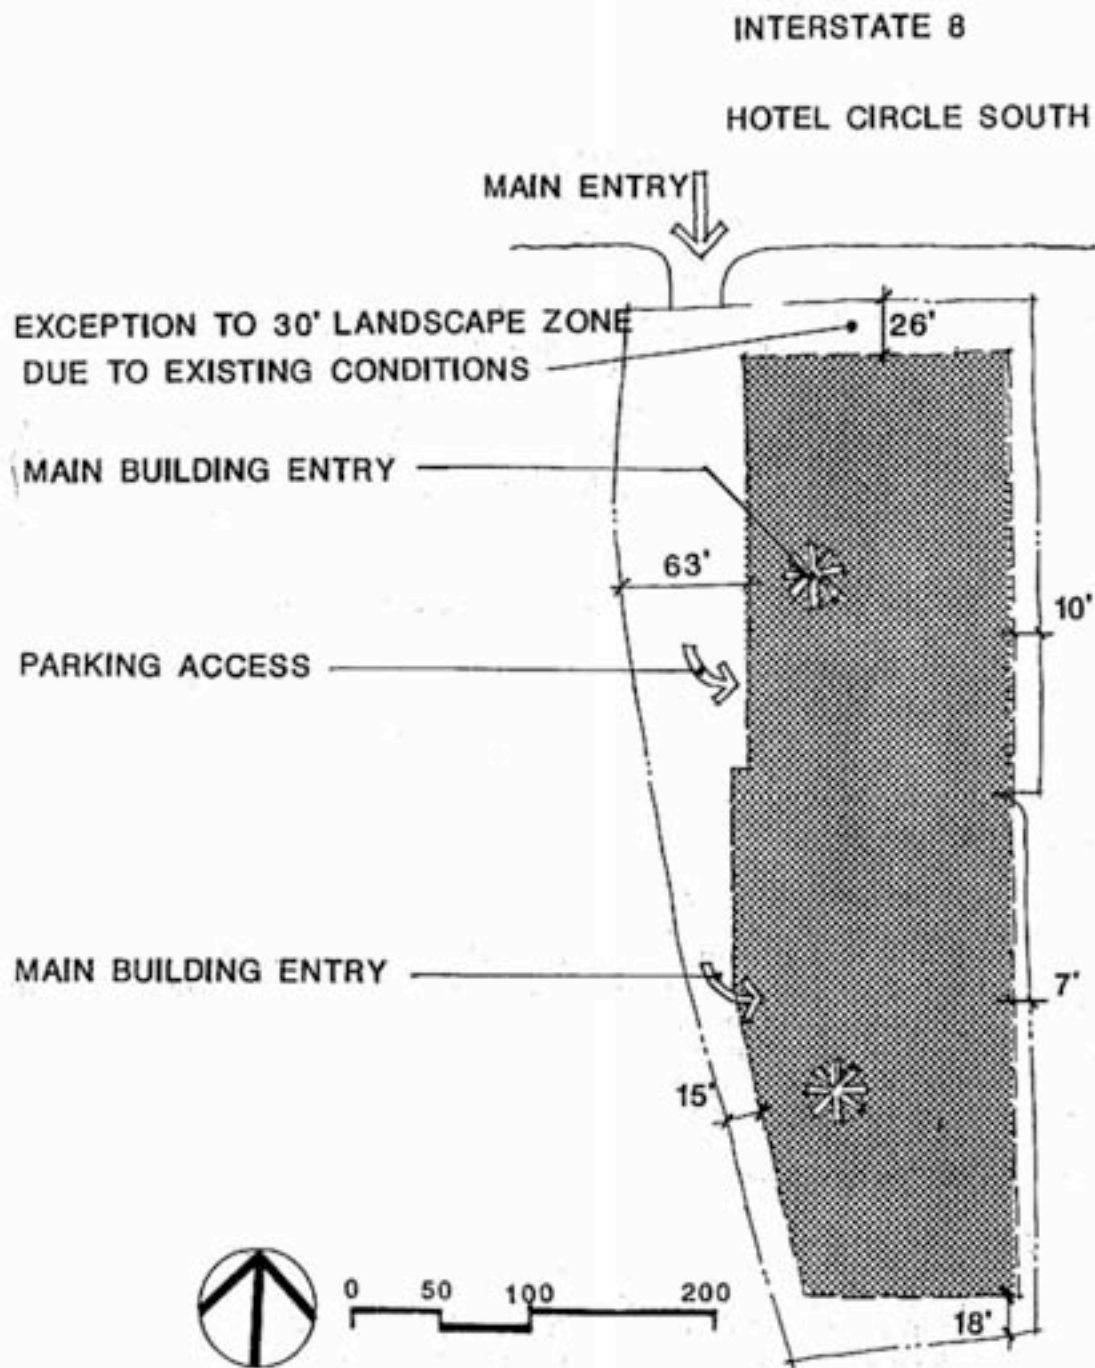 INTERSTATE 8
HOTEL CIRCLE SOUTH
MAIN ENTRY
EXCEPTION TO 30' LANDSCAPE ZONE
DUE TO EXISTING CONDITIONS
26'
MAIN BUILDING ENTRY
63'
10'
PARKING ACCESS
MAIN BUILDING ENTRY
7'
15'
0 50 100 200
18'